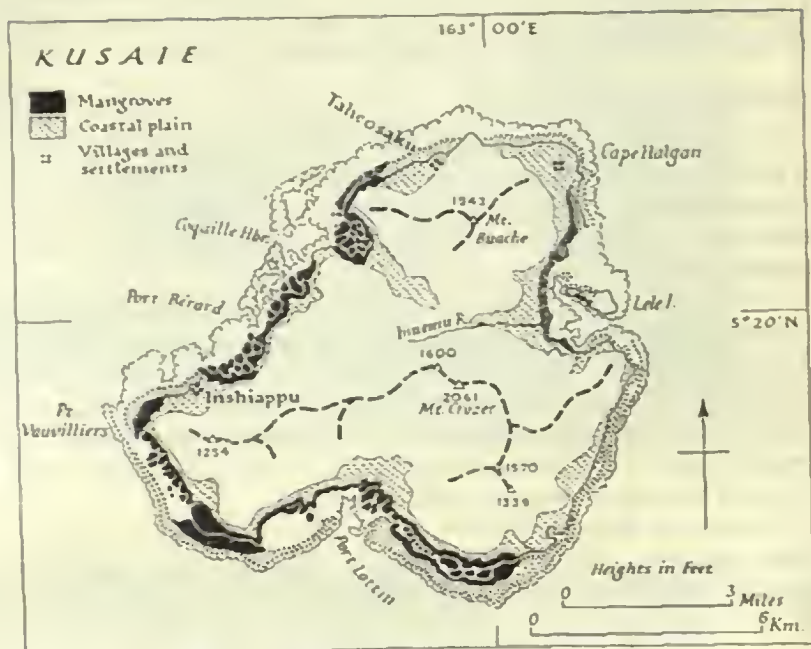 163° 00'E
KUSAIE
Mangroves
Coastal plain
Villages and
settlements
Taheosaku
Cape Halgan
1943
Mt.
Buache
Coquille Hbr.
Port Bérard
Lele I.
5° 20'N
1600
Inshiappu
2061
Mt. Crozer
Pt
Vauvilliers
1254
1570
1339
Port Lottin
Heights in Feet
0 3 Miles
0 6 Km.